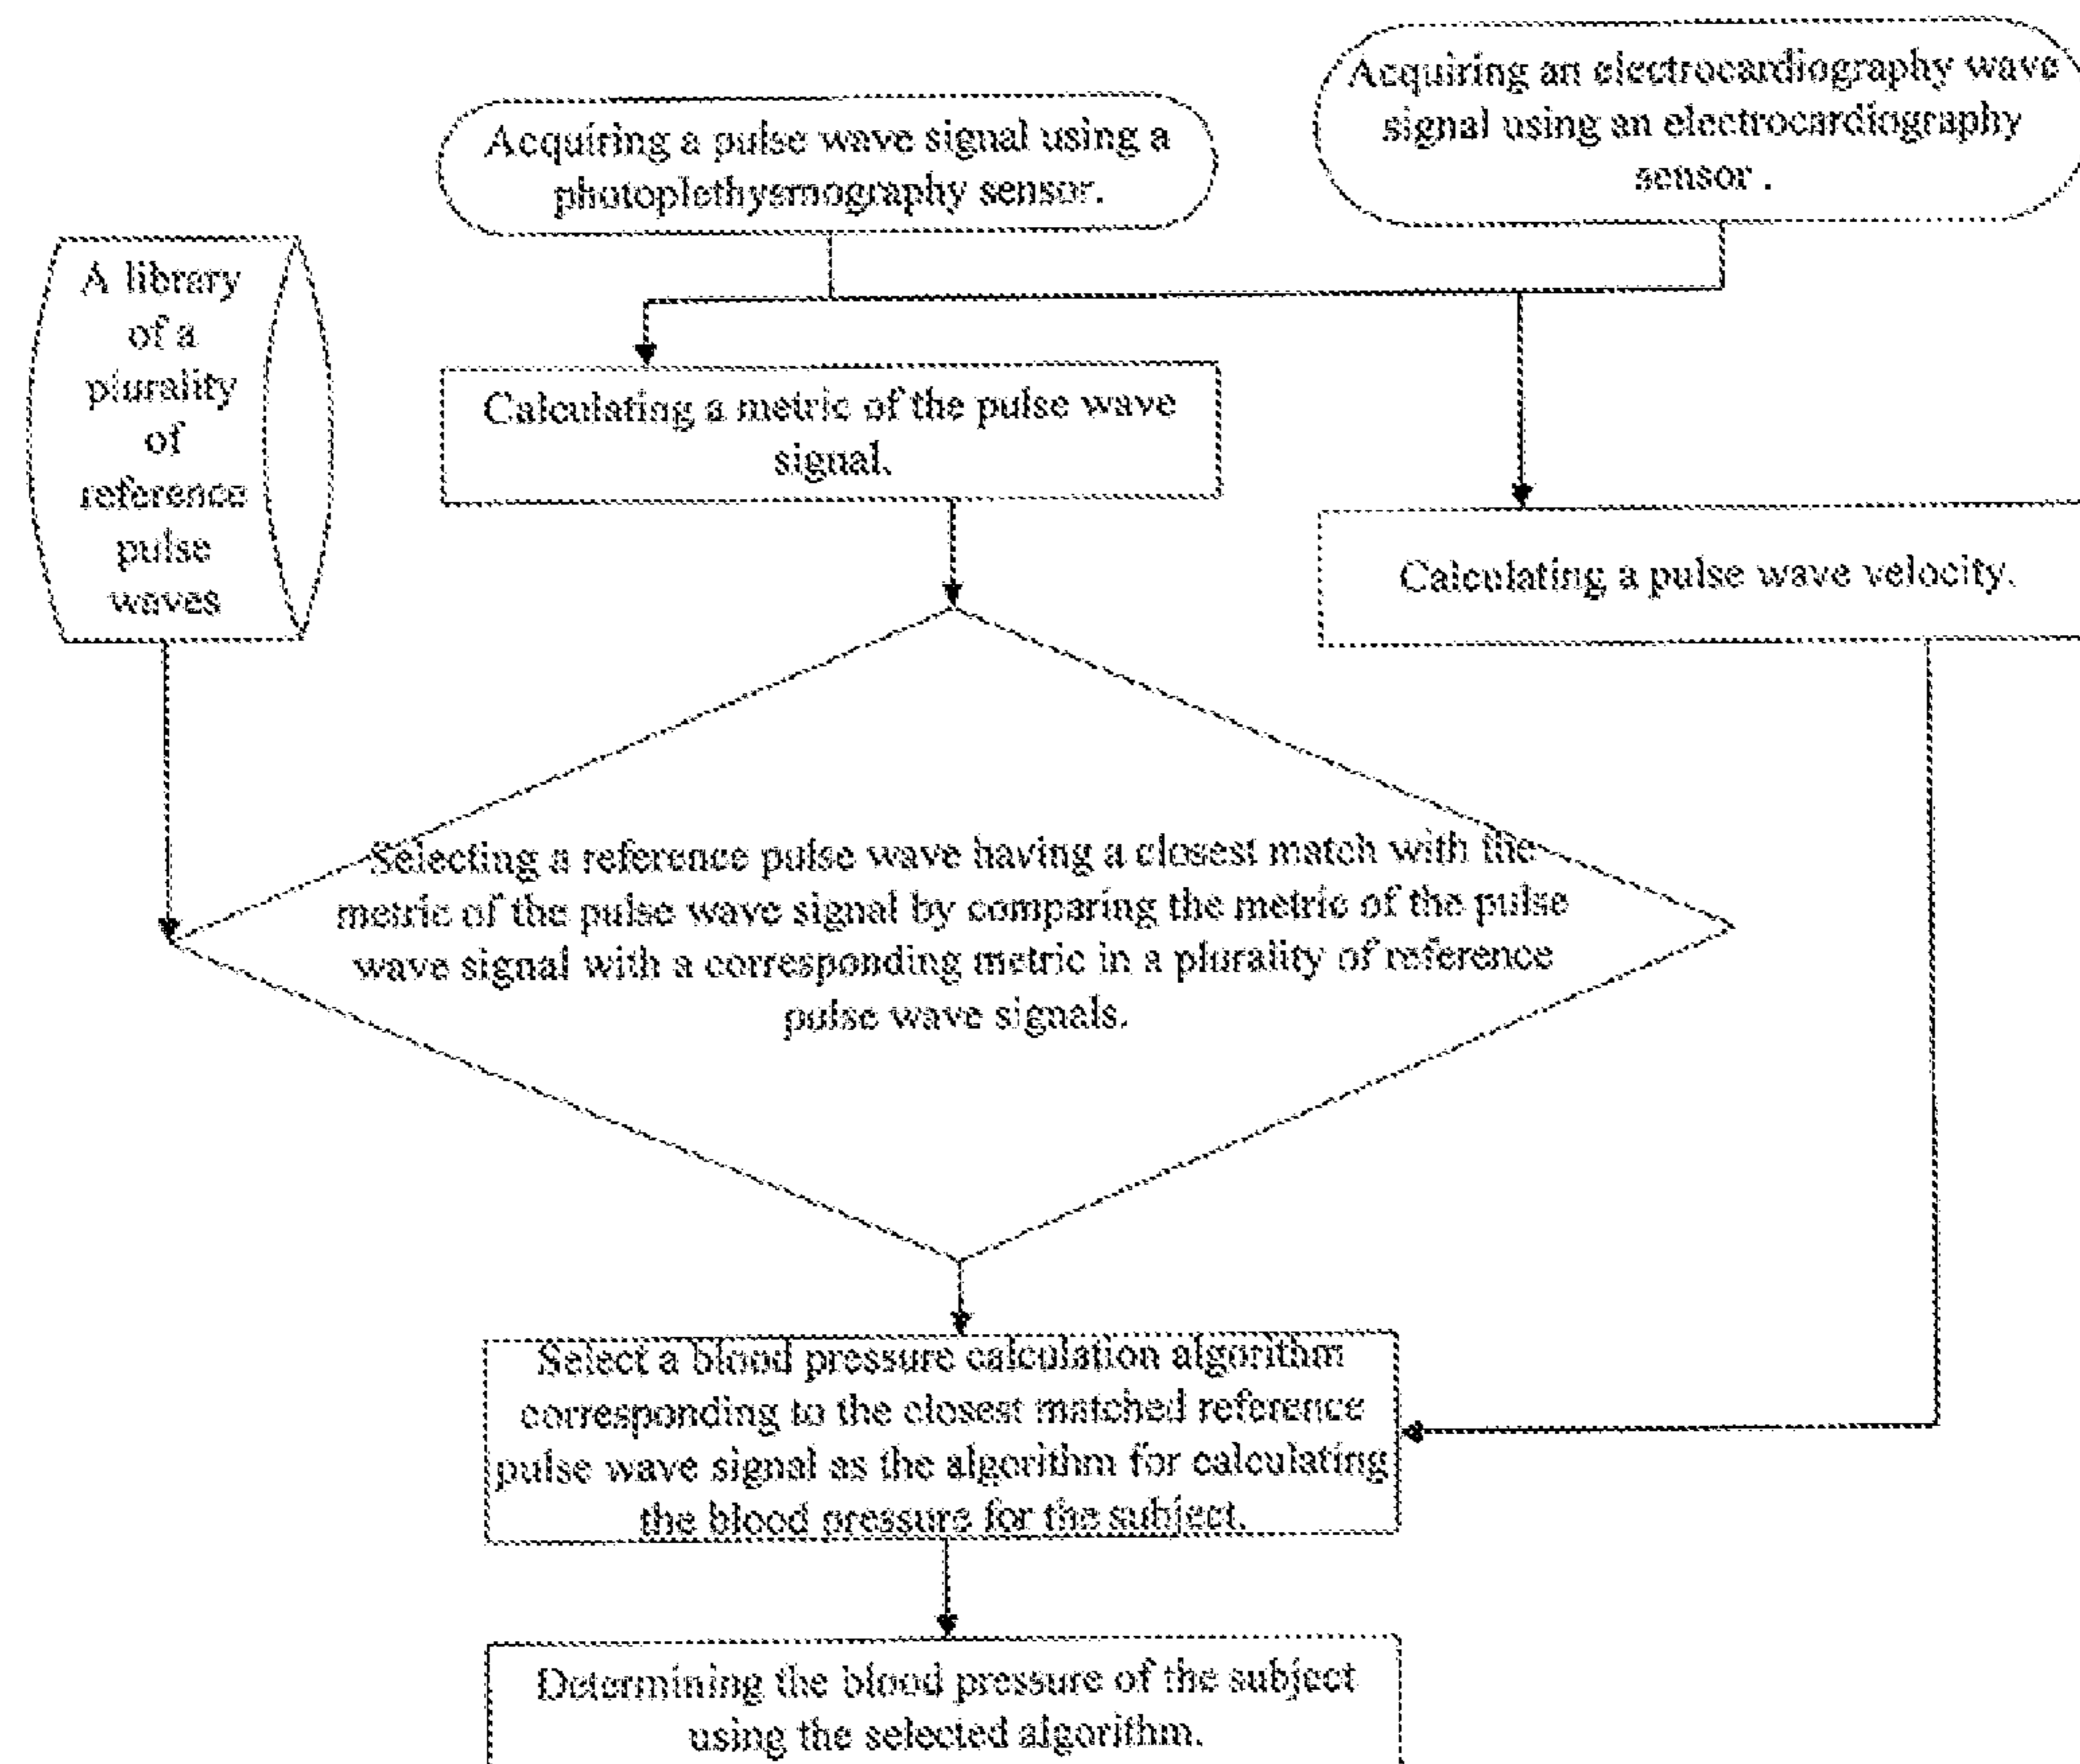 Acquiring an electrocardiography wave
signal using an electrocardiography
sensor .
Acquiring a pulse wave signal using a
photoplethysmography sensor.
A library
of a
plurality
of
reference
pulse
waves
Calculating a metric of the pulse wave
signal.
Calculating a pulse wave velocity.
Selecting a reference pulse wave having a closest match with the
metric of the pulse wave signal by comparing the metric of the pulse
wave signal with a corresponding metric in a plurality of reference
pulse wave signals.
Select a blood pressure calculation algorithm
corresponding to the closest matched reference
pulse wave signal as the algorithm for calculating
the blood pressure for the subject.
Determining the blood pressure of the subject
using the selected algorithm.